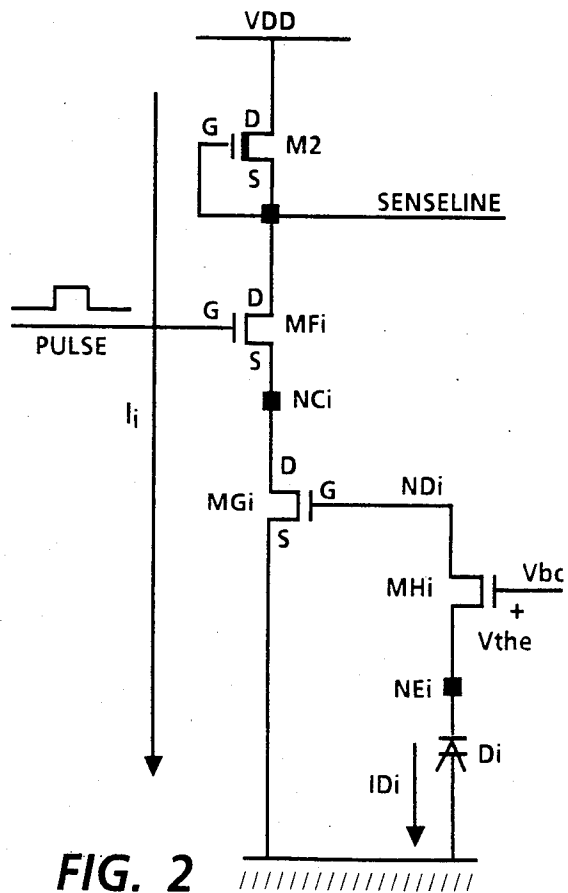 VDD
D
G
M2
S
SENSELINE
D
G
MFi
PULSE
S
NCi
Ii
D
G
NDi
MGi
S
MHi
Vbc
+
Vthe
NEi
Di
IDi
FIG. 2